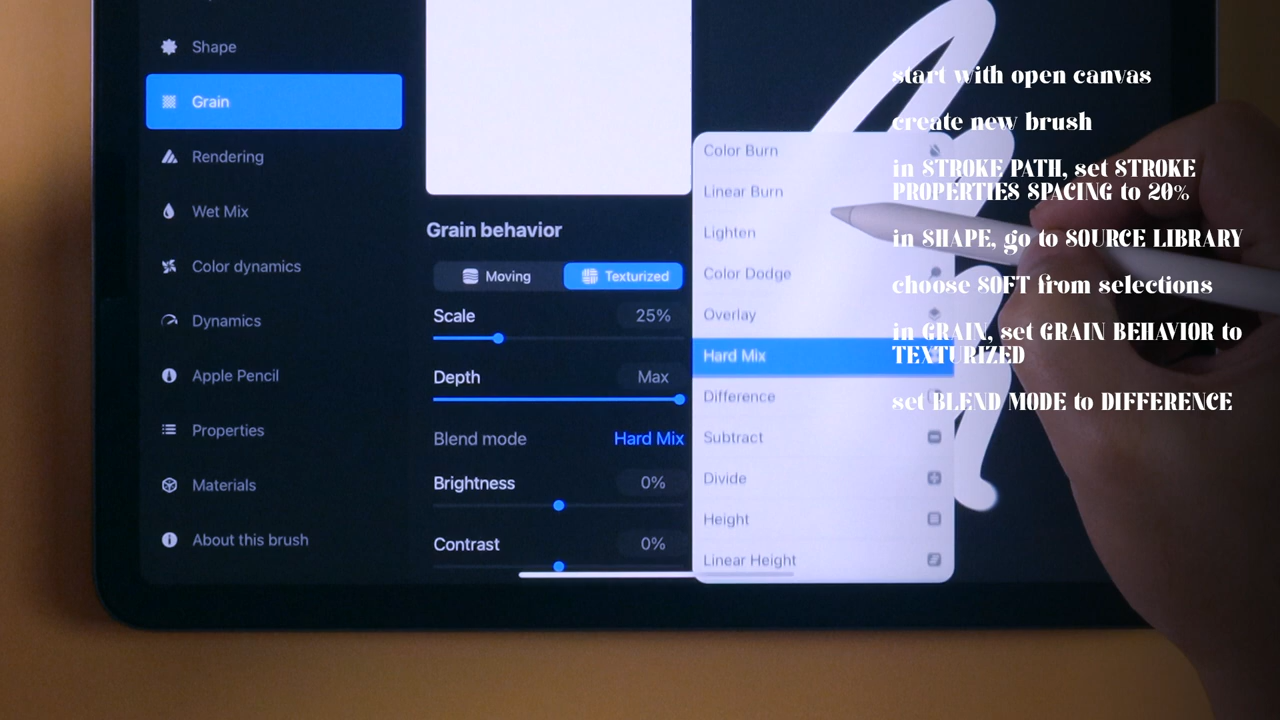 Shape
Grain
Rendering
Wet Mix
Color dynamics
Dynamics
Apple Pencil
Properties
Materials
About this brush
Grain behavior
Moving
Texturized
Scale
25%
Depth
Max
Blend mode
Hard Mix
Brightness
0%
Contrast
0%
Color Burn
Linear Burn
Lighten
Color Dodge
Overlay
Hard Mix
Difference
Subtract
Divide
Height
Linear Height
start with open canvas
create new brush
in STROKE PATH, set STROKE
PROPERTIES SPACING to 20%
in SHAPE, go to SOURCE LIBRARY
choose SOFT from selections
in GRAIN, set GRAIN BEHAVIOR to
TEXTURIZED
set BLEND MODE to DIFFERENCE